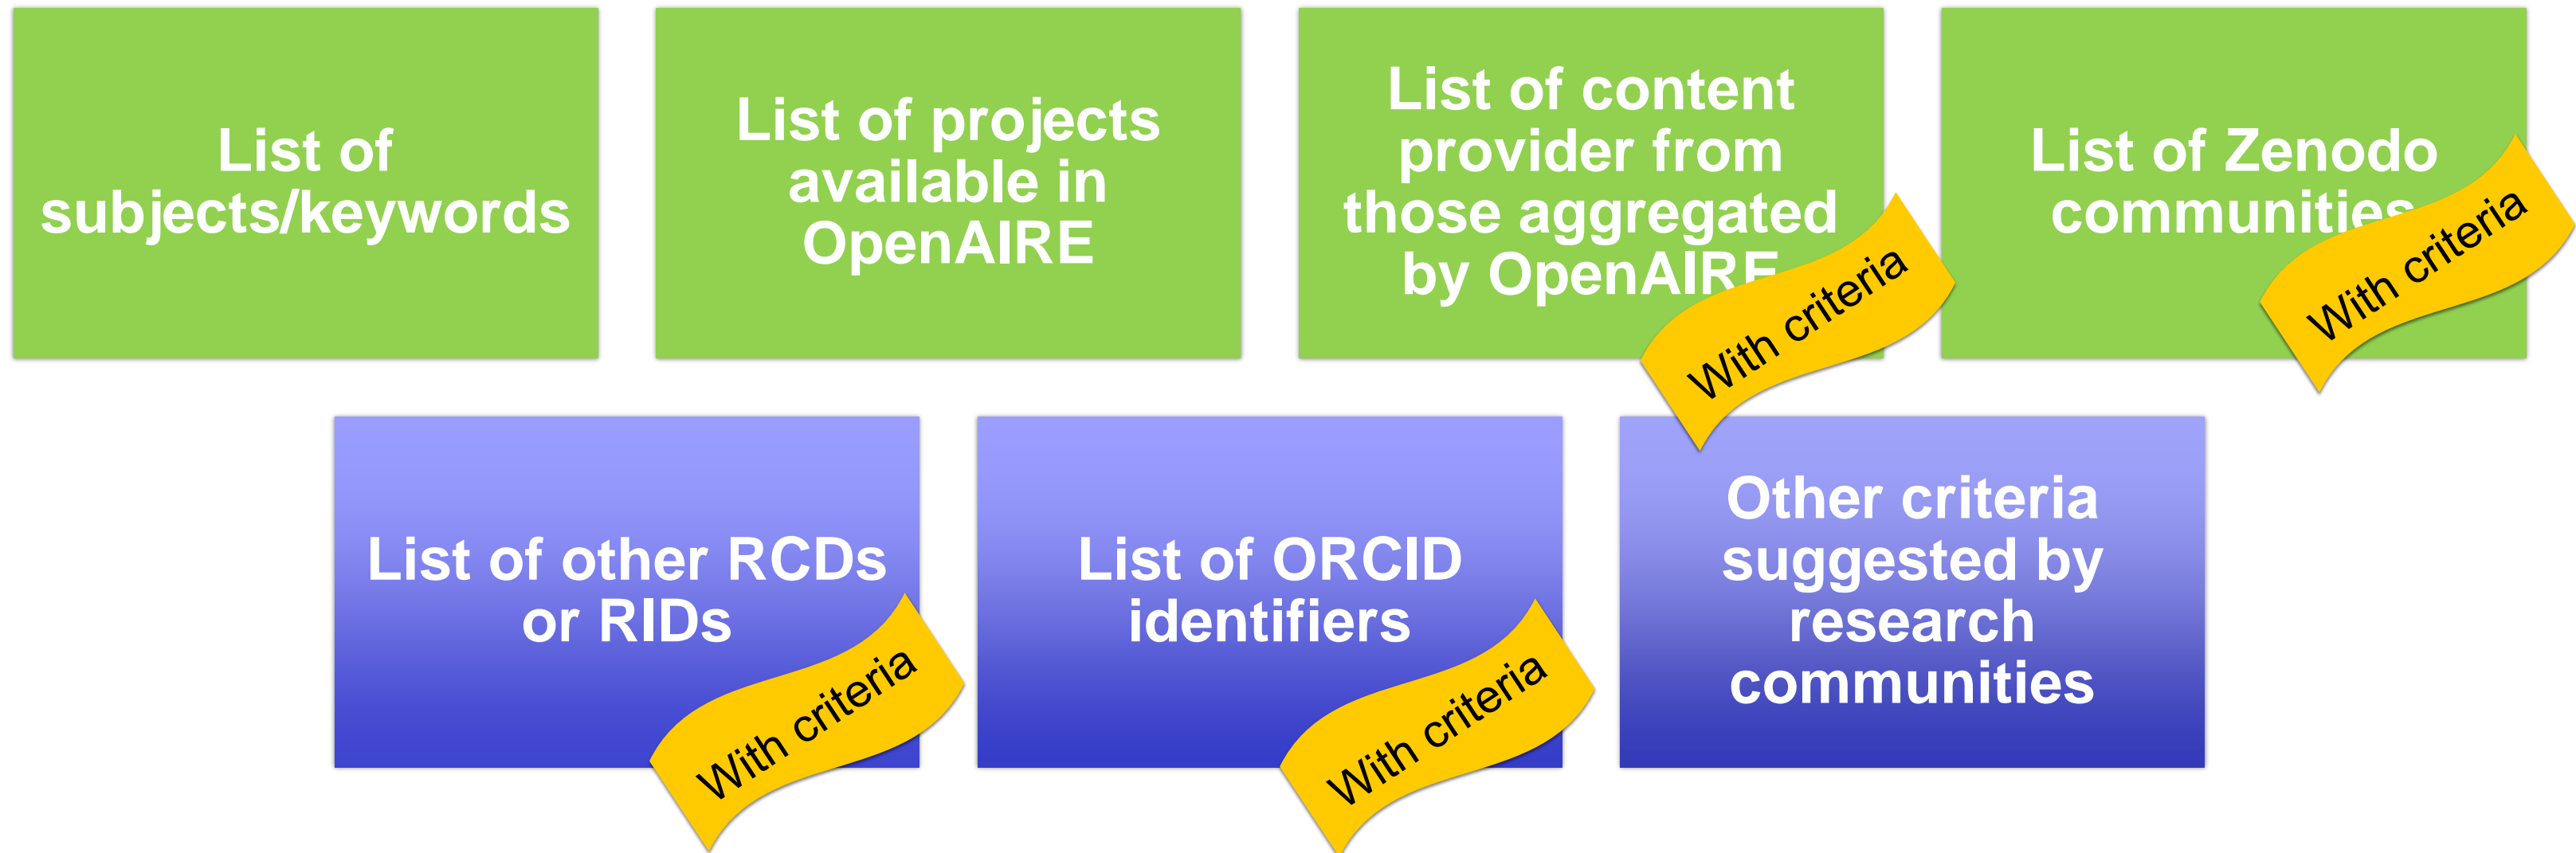 List of
subjects/keywords
List of projects
available in
OpenAIRE
List of content
provider from
those aggregated
by OpenAIRE
With criteria
List of Zenodo
communities
With criteria
List of other RCDs
or RIDs
With criteria
List of ORCID
identifiers
With criteria
Other criteria
suggested by
research
communities